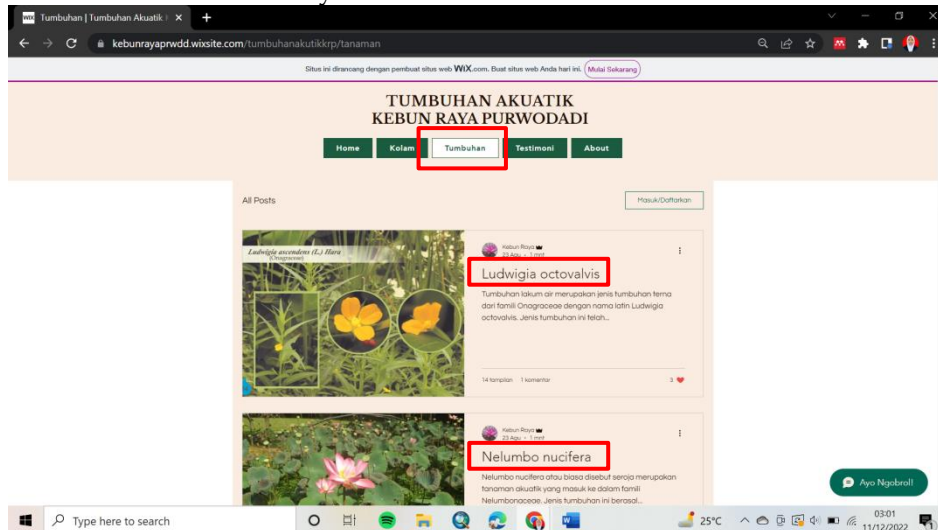 Tumbuhan | Tumbuhan Akuatik
kebunrayaprwdd.wixsite.com/tumbuhanakutikkrp/tanaman
Situs ini dirancang dengan pembuat situs web WiX.com. Buat situs web Anda hari ini. Mulai Sekarang
TUMBUHAN AKUATIK
KEBUN RAYA PURWODADI
Home Kolam Tumbuhan Testimoni About
All Posts
Masuk/Daftarkan
Ludwigia ascendens (L.) Hara
(Onagraceae)
Kebun Raya
23 Agu · 1 mnt
Ludwigia octovalvis
Tumbuhan lakum air merupakan jenis tumbuhan terna
dari famili Onagraceae dengan nama latin Ludwigia
octovalvis. Jenis tumbuhan ini telah...
14 tampilan 1 komentar
3
Kebun Raya
23 Agu · 1 mnt
Nelumbo nucifera
Nelumbo nucifera atau biasa disebut seroja merupakan
tanaman akuatik yang masuk ke dalam famili
Nelumbonaceae. Jenis tumbuhan ini berasal...
Ayo Ngobrol!
Type here to search
25°C
03:01
11/12/2022